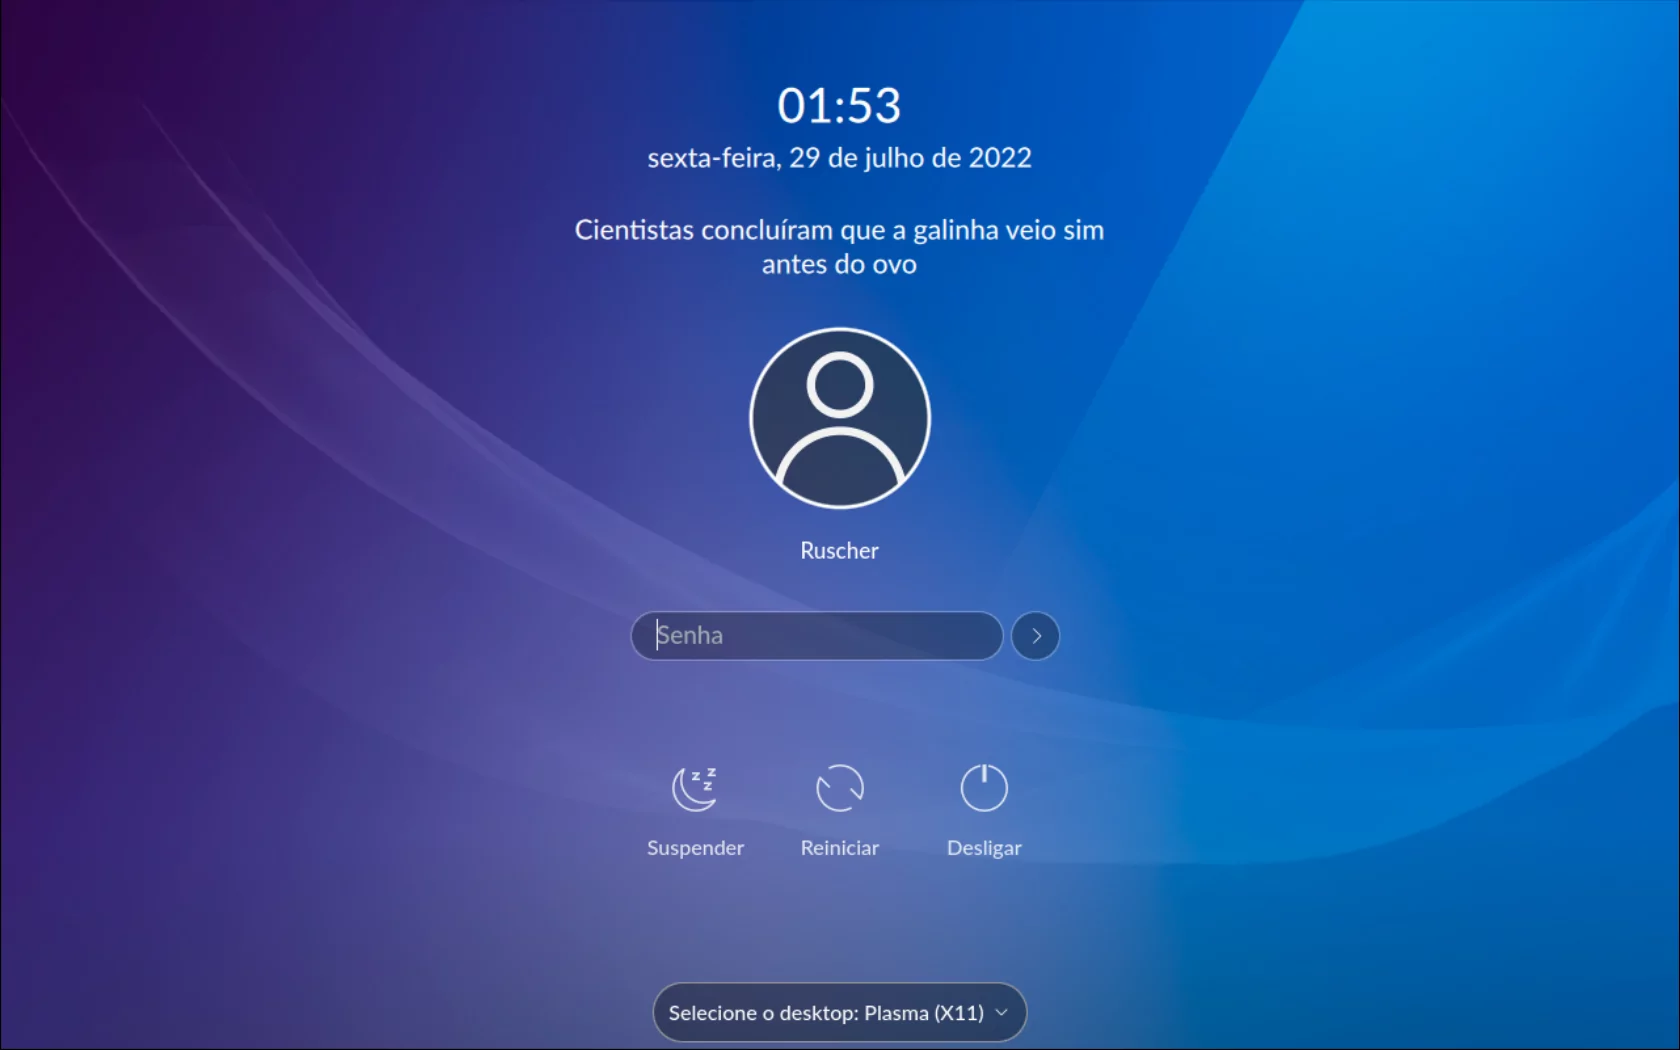 01:53
sexta-feira, 29 de julho de 2022
Cientistas concluíram que a galinha veio sim
antes do ovo
Ruscher
Senha
z z z
Suspender Reiniciar Desligar
Selecione o desktop: Plasma (X11)